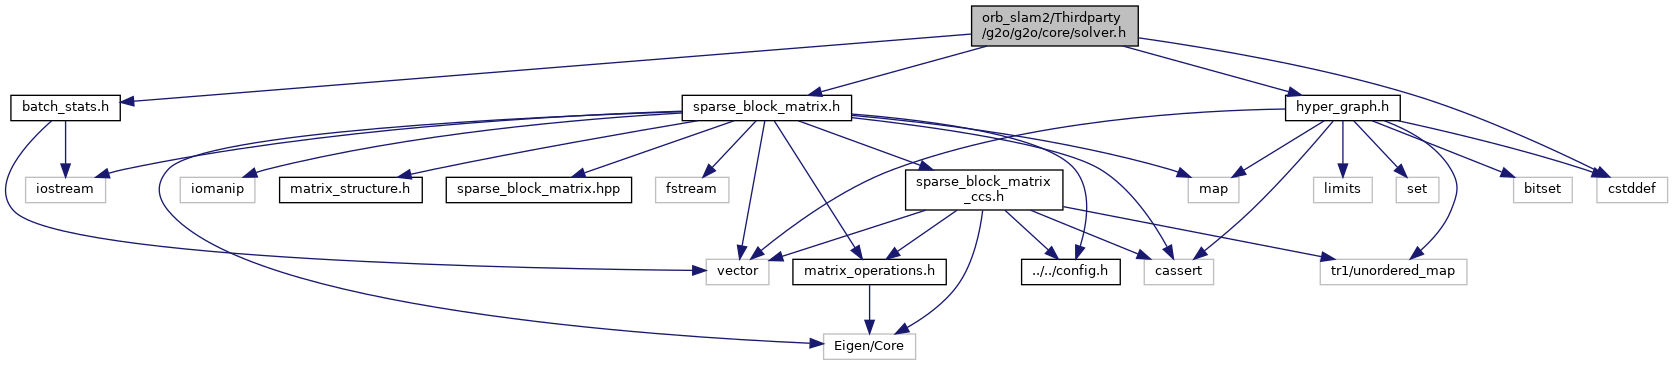 orb_slam2/Thirdparty
/g2o/g2o/core/solver.h
batch_stats.h
sparse_block_matrix.h
hyper_graph.h
iostream
iomanip
matrix_structure.h
sparse_block_matrix.hpp
fstream
sparse_block_matrix
_ccs.h
map
limits
set
bitset
cstddef
vector
matrix_operations.h
../../config.h
cassert
tr1/unordered_map
Eigen/Core